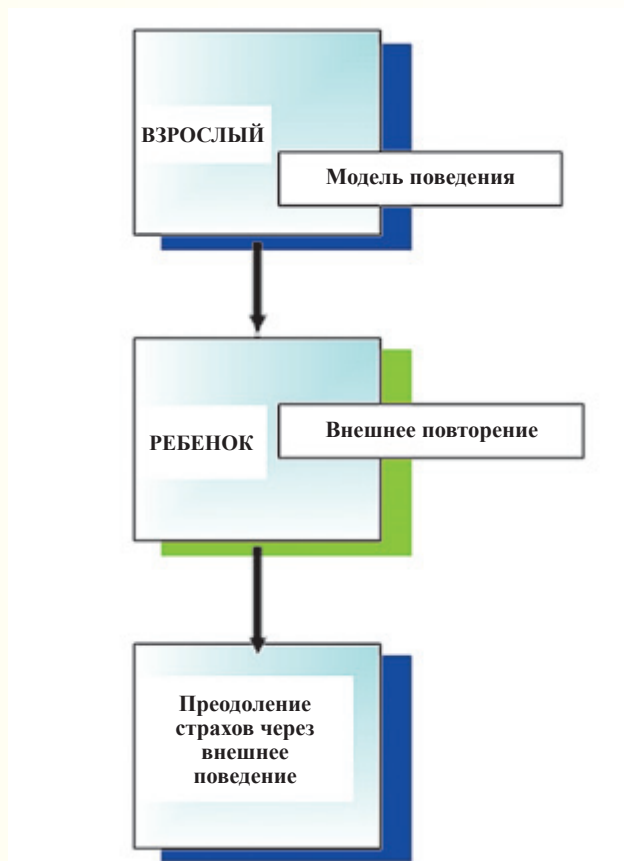 ВЗРОСЛЫЙ
Модель поведения
РЕБЕНОК
Внешнее повторение
Преодоление
страхов через
внешнее
поведение